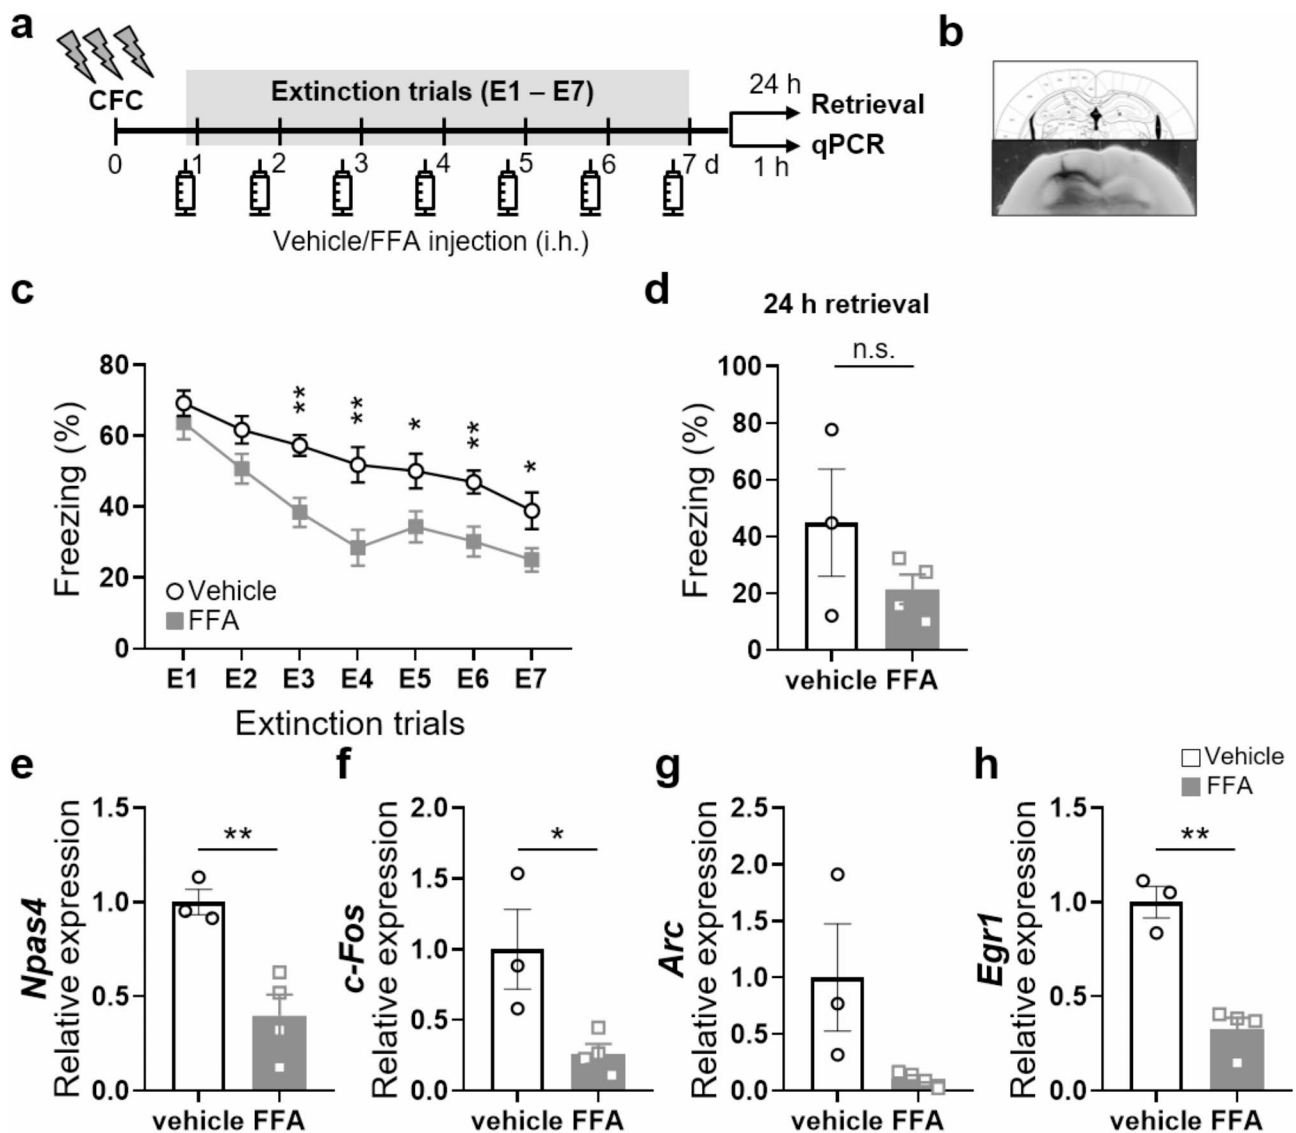 a
b
CFC
Extinction trials (E1 – E7)
24 h
Retrieval
qPCR
1 h
0 1 2 3 4 5 6 7 d
Vehicle/FFA injection (i.h.)
c
d
24 h retrieval
n.s.
80
60
40
20
0
Freezing (%)
** ** * ** *
Vehicle
FFA
E1 E2 E3 E4 E5 E6 E7
Extinction trials
100
80
60
40
20
0
Freezing (%)
vehicle FFA
e
f
g
h
Vehicle
FFA
Npas4
Relative expression
1.5
1.0
0.5
0.0
**
vehicle FFA
c-Fos
Relative expression
2.0
1.5
1.0
0.5
0.0
*
vehicle FFA
Arc
Relative expression
2.5
2.0
1.5
1.0
0.5
0.0
vehicle FFA
Egr1
Relative expression
1.5
1.0
0.5
0.0
**
vehicle FFA